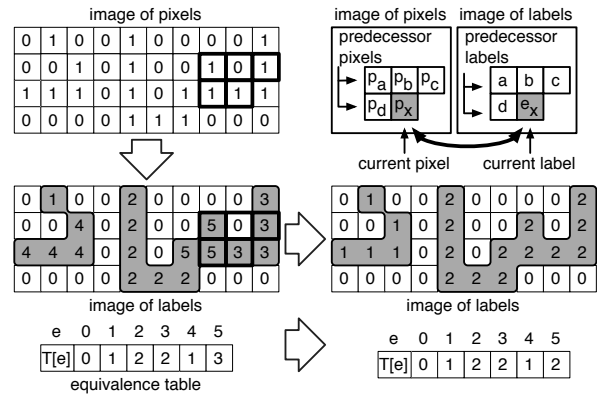 image of pixels
0 1 0 0 1 0 0 0 0 1
0 0 1 0 1 0 0 1 0 1
1 1 1 0 1 0 1 1 1 1
0 0 0 0 1 1 1 0 0 0
image of pixels
predecessor
pixels
pa pb pc
pd px
current pixel
image of labels
predecessor
labels
a b c
d ex
current label
0 1 0 0 2 0 0 0 0 3
0 0 4 0 2 0 0 5 0 3
4 4 4 0 2 0 5 5 3 3
0 0 0 0 2 2 2 0 0 0
image of labels
e 0 1 2 3 4 5
T[e] 0 1 2 2 1 3
equivalence table
0 1 0 0 2 0 0 0 0 2
0 0 1 0 2 0 0 2 0 2
1 1 1 0 2 0 2 2 2 2
0 0 0 0 2 2 2 0 0 0
image of labels
e 0 1 2 3 4 5
T[e] 0 1 2 2 1 2